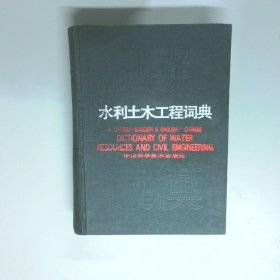 水利土木工程词典
A CHINESE-ENGLISH & ENGLISH-CHINESE
DICTIONARY OF WATER
RESOURCES AND CIVIL ENGINEERING
中国科学技术出版社
漢